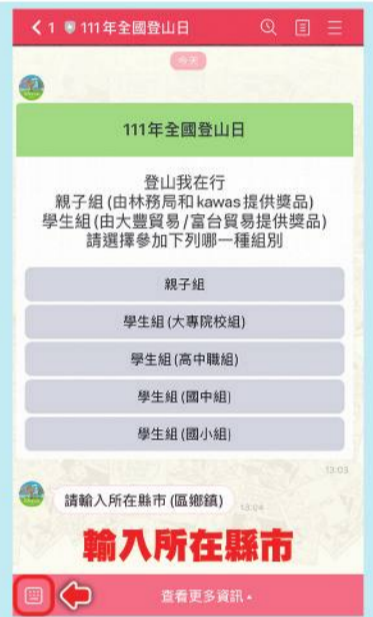 1 111年全國登山日
今天
111年全國登山日
登山我在行
親子組(由林務局和kawas提供獎品)
學生組(由大豐貿易/富台貿易提供獎品)
請選擇參加下列哪一種組別
親子組
學生組(大專院校組)
學生組(高中職組)
學生組(國中組)
學生組(國小組)
13:03
請輸入所在縣市(區鄉鎮)
13:04
輸入所在縣市
查看更多資訊▲